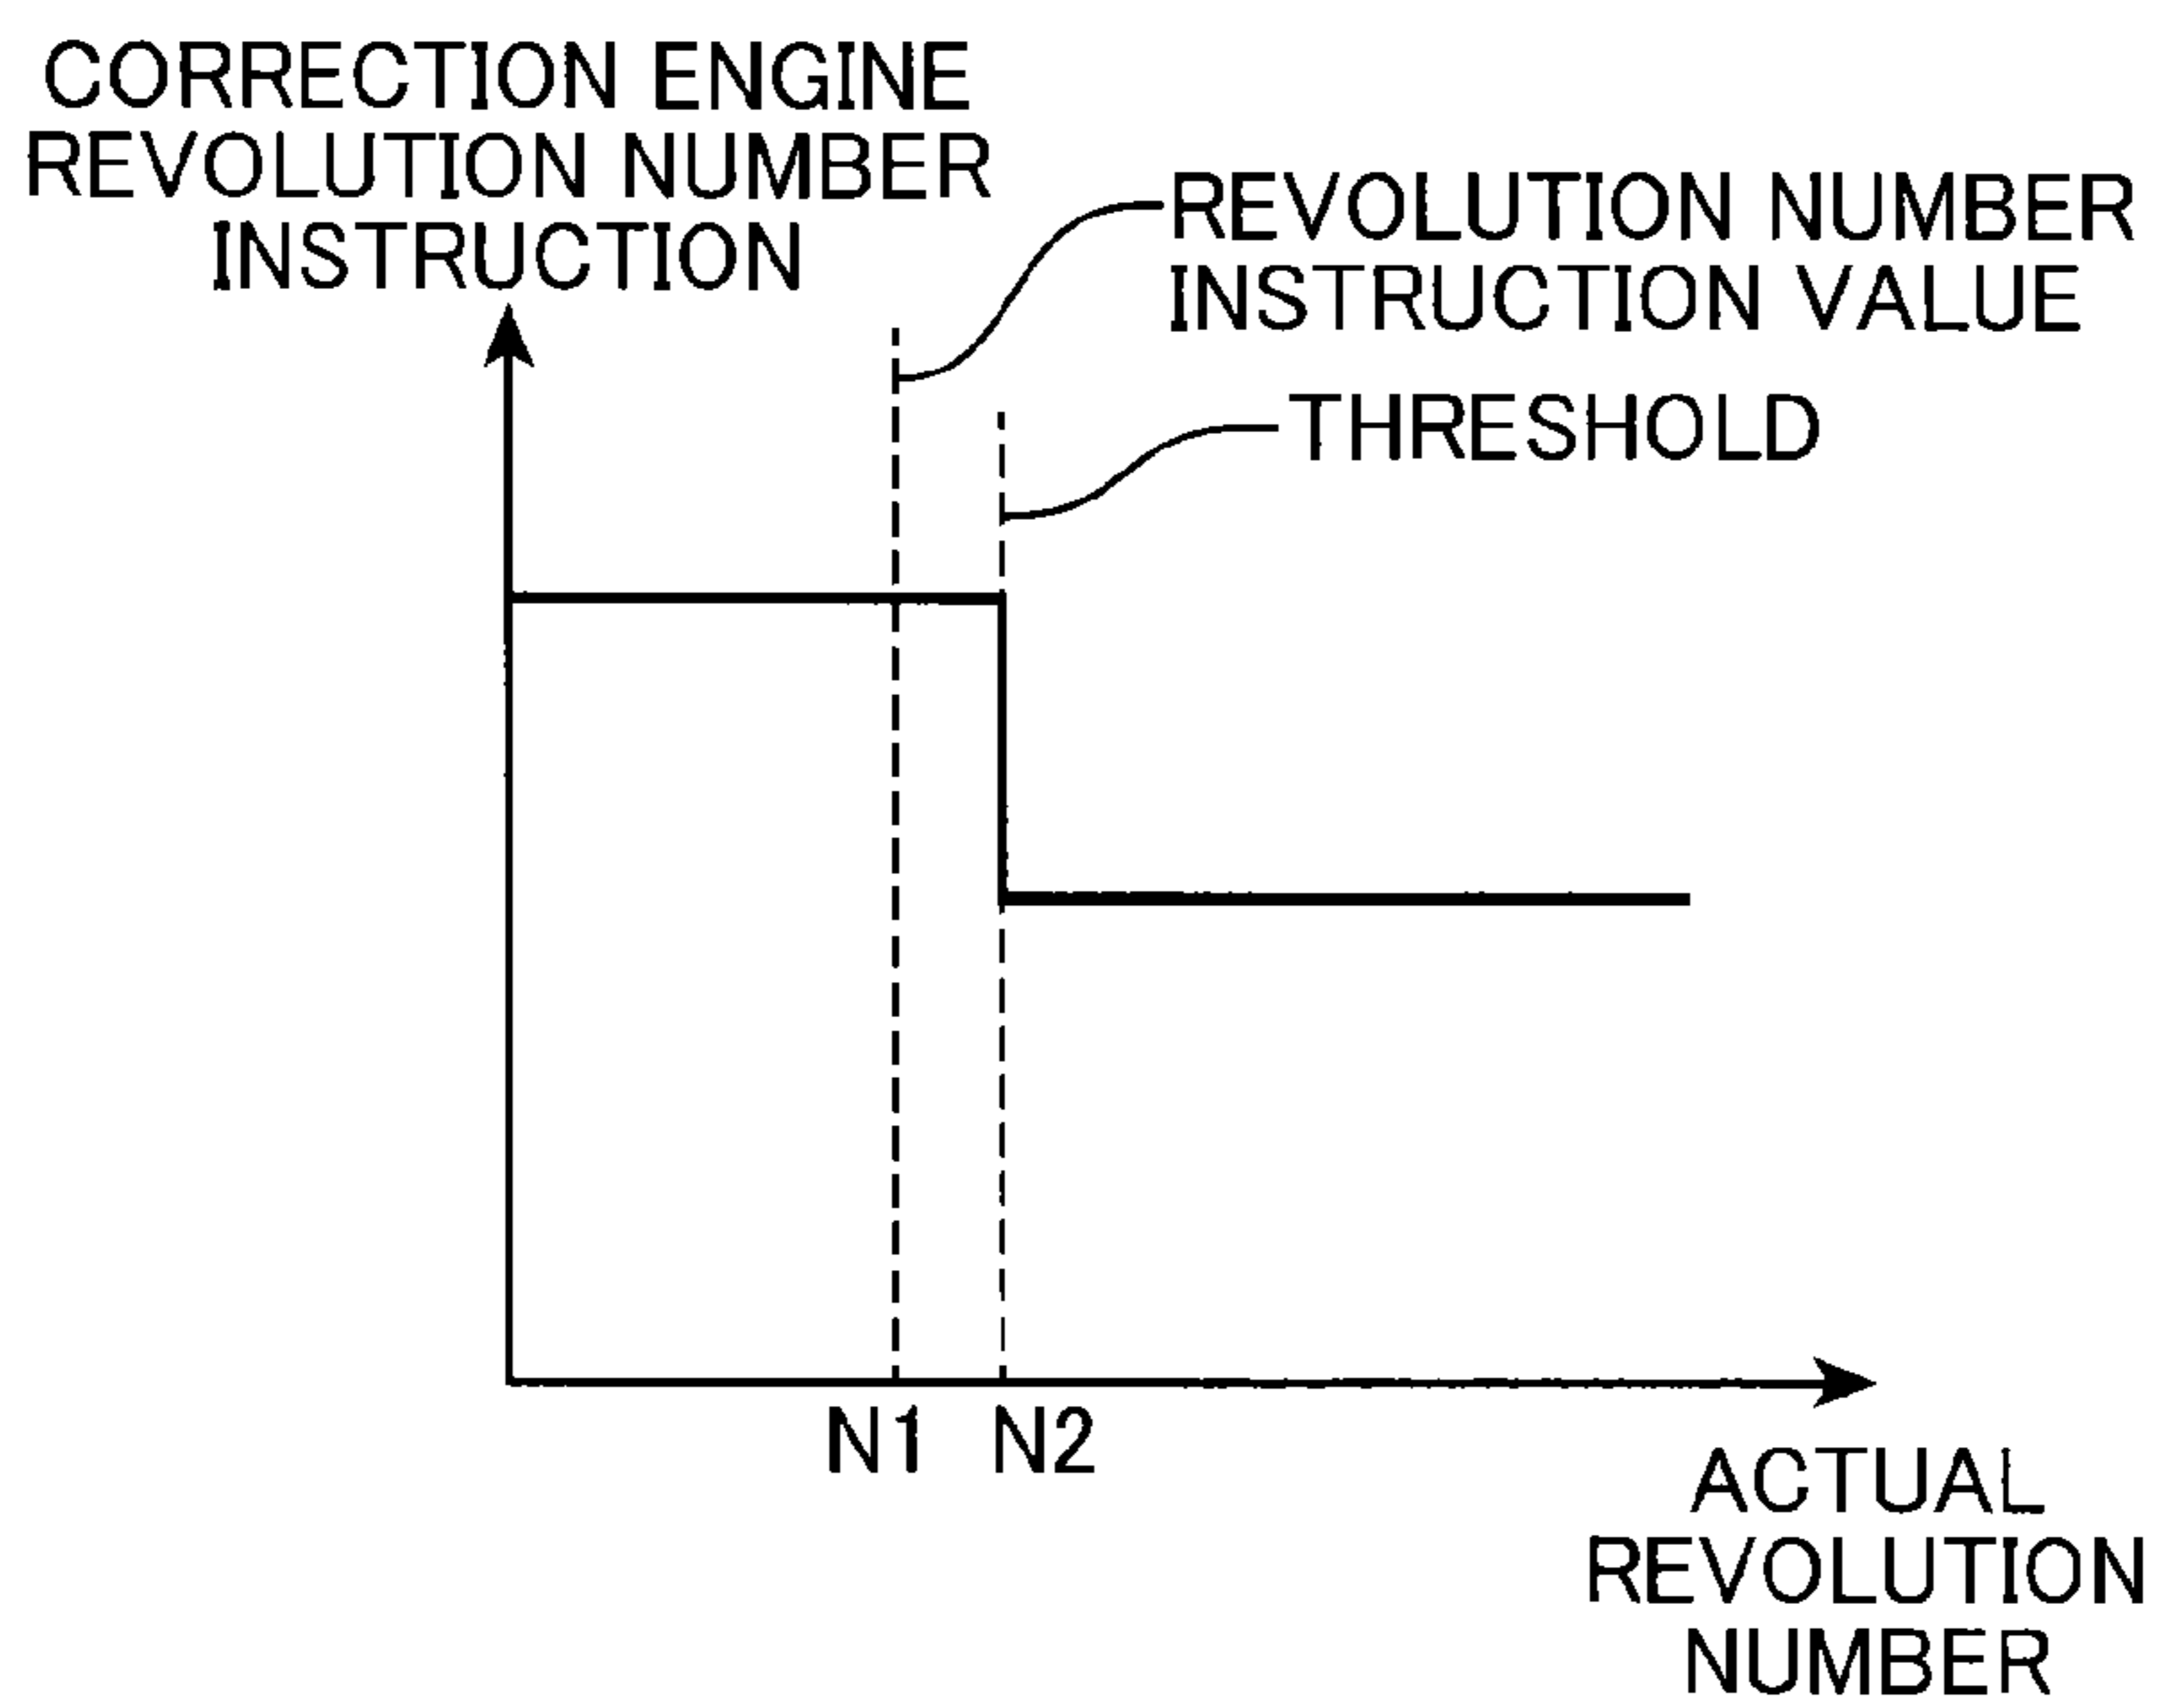 CORRECTION ENGINE
REVOLUTION NUMBER
INSTRUCTION
REVOLUTION NUMBER
INSTRUCTION VALUE
THRESHOLD
N1 N2
ACTUAL
REVOLUTION
NUMBER